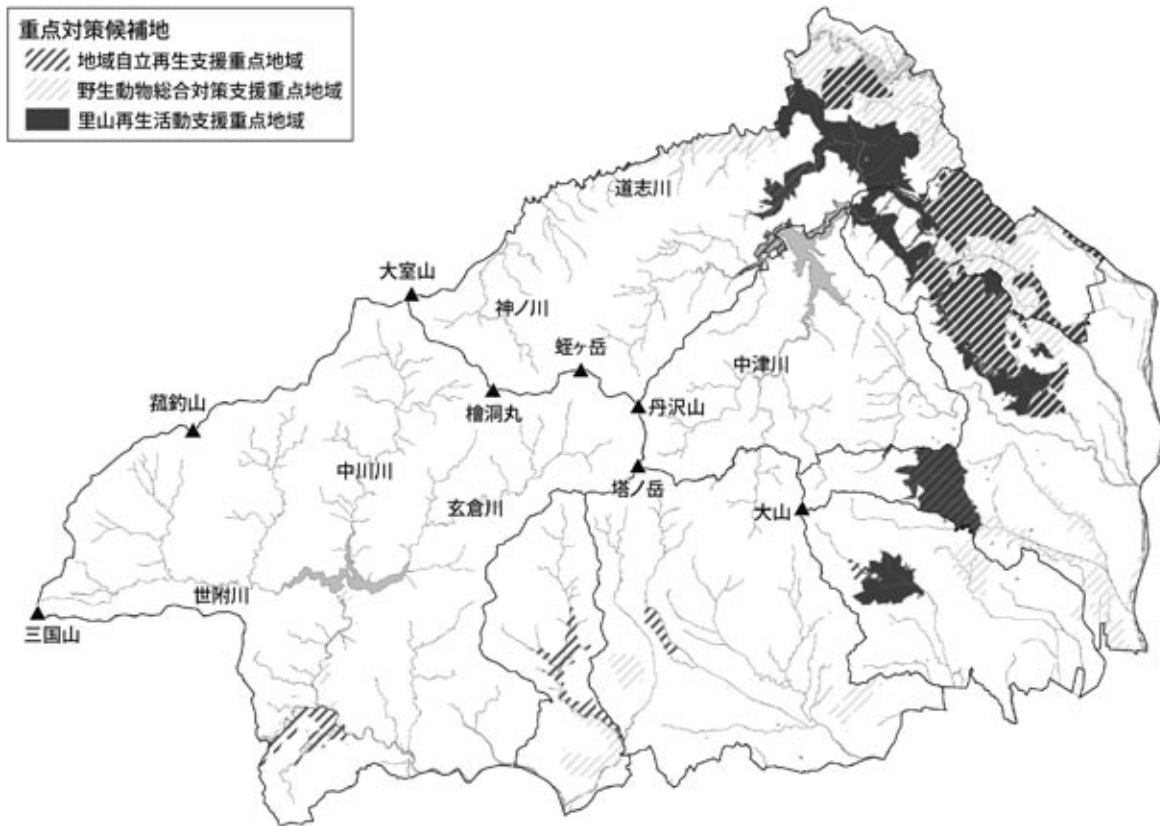 重点対策候補地
地域自立再生支援重点地域
野生動物総合対策支援重点地域
里山再生活動支援重点地域
道志川
大室山
神ノ川
蛭ヶ岳
中津川
菰釣山
檜洞丸
丹沢山
中川川
塔ノ岳
玄倉川
大山
世附川
三国山